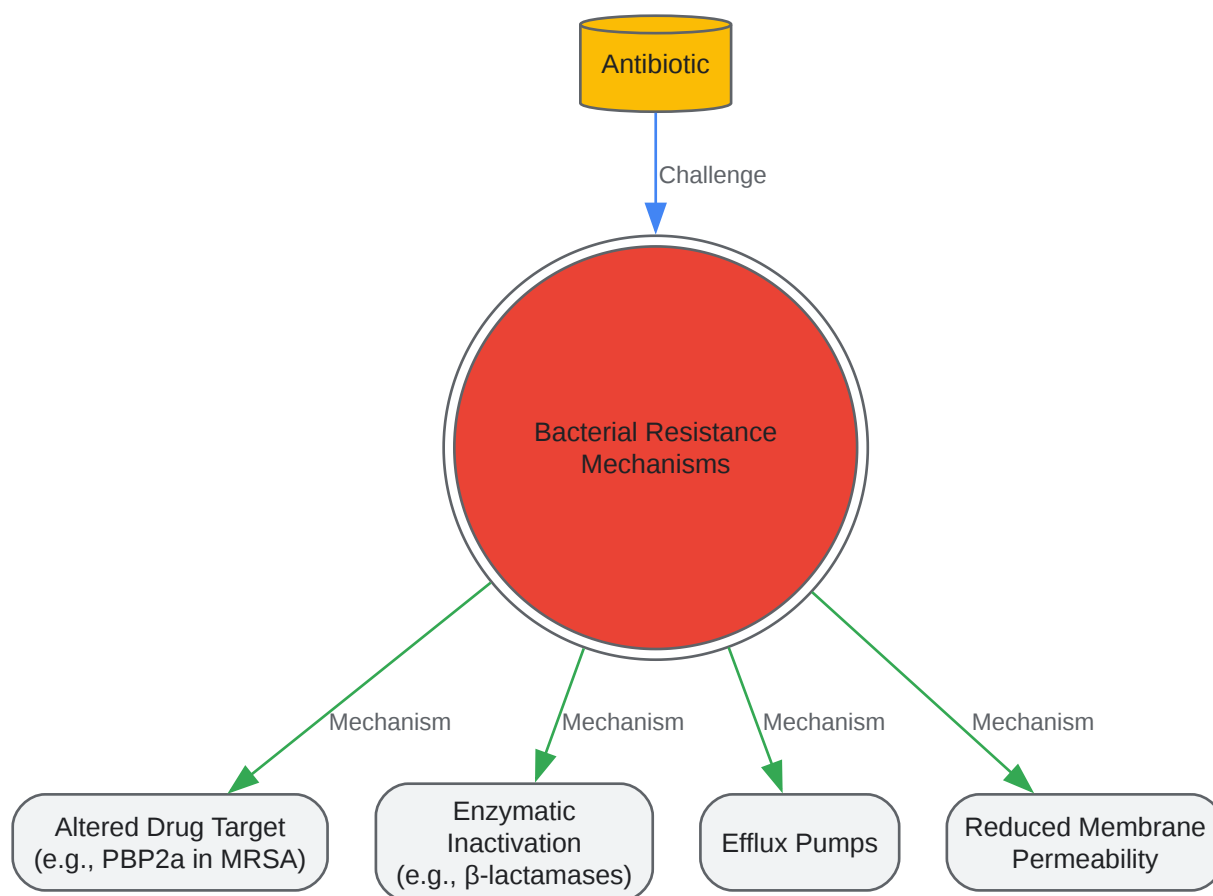 Antibiotic
Challenge
Bacterial Resistance
Mechanisms
Mechanism
Mechanism
Mechanism
Mechanism
Altered Drug Target
(e.g., PBP2a in MRSA)
Enzymatic
Inactivation
(e.g., β-lactamases)
Efflux Pumps
Reduced Membrane
Permeability